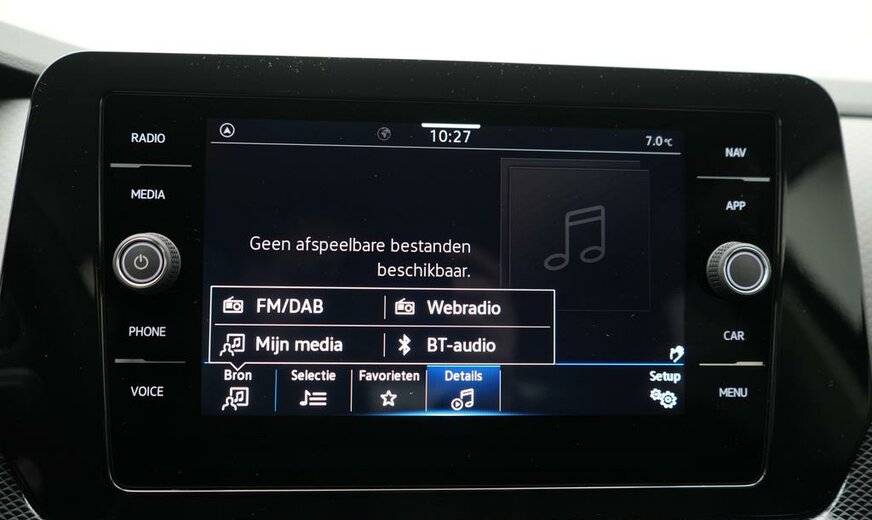 RADIO
MEDIA
PHONE
VOICE
10:27
7.0°C
Geen afspeelbare bestanden
beschikbaar.
FM/DAB
Webradio
Mijn media
BT-audio
Bron
Selectie
Favorieten
Details
Setup
NAV
APP
CAR
MENU